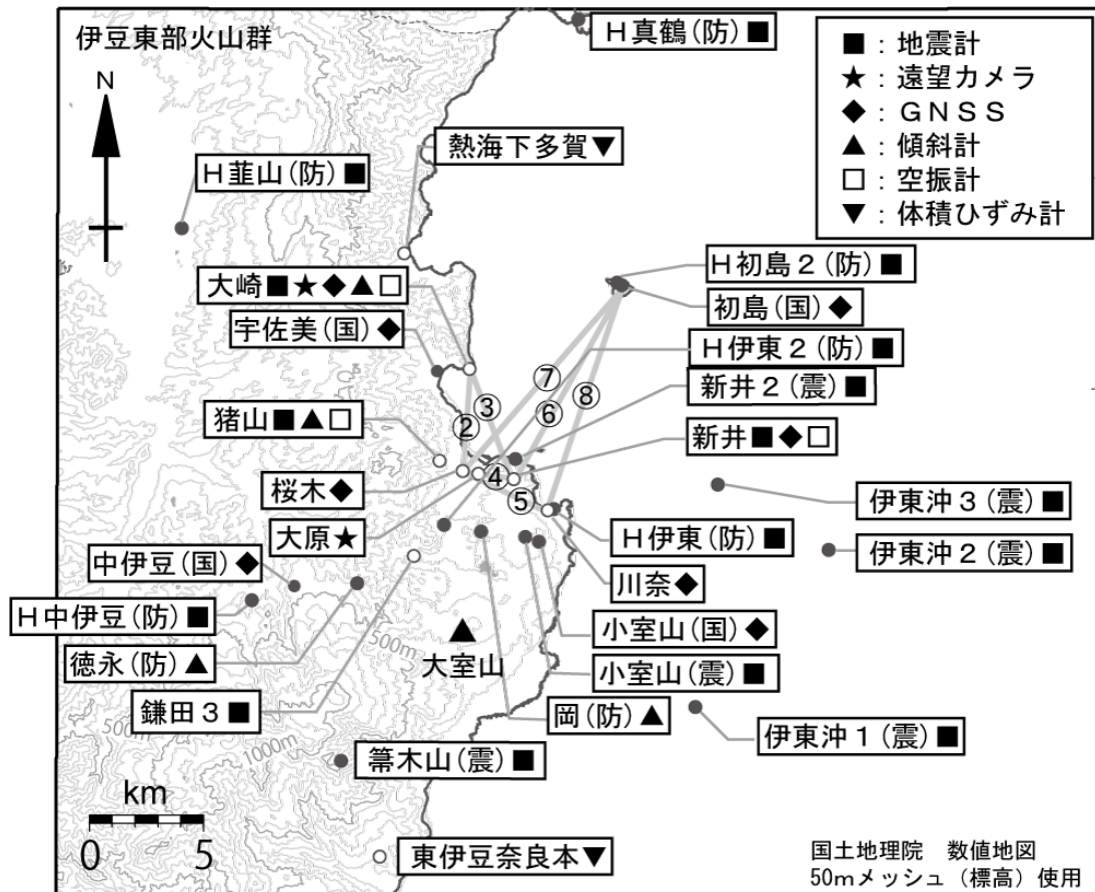 伊豆東部火山群
H真鶴(防)■
■：地震計
★：遠望カメラ
◆：GNSS
▲：傾斜計
□：空振計
▼：体積ひずみ計
N
熱海下多賀▼
H韮山(防)■
大崎■★◆▲□
宇佐美(国)◆
H初島2(防)■
初島(国)◆
H伊東2(防)■
新井2(震)■
新井■◆□
猪山■▲□
桜木◆
大原★
②
③
④
⑤
⑥
⑦
⑧
伊東沖3(震)■
伊東沖2(震)■
H伊東(防)■
川奈◆
中伊豆(国)◆
H中伊豆(防)■
徳永(防)▲
鎌田3■
500m
大室山
小室山(国)◆
小室山(震)■
岡(防)▲
伊東沖1(震)■
1000m
箒木山(震)■
km
0 5
東伊豆奈良本▼
国土地理院 数値地図
50mメッシュ（標高）使用